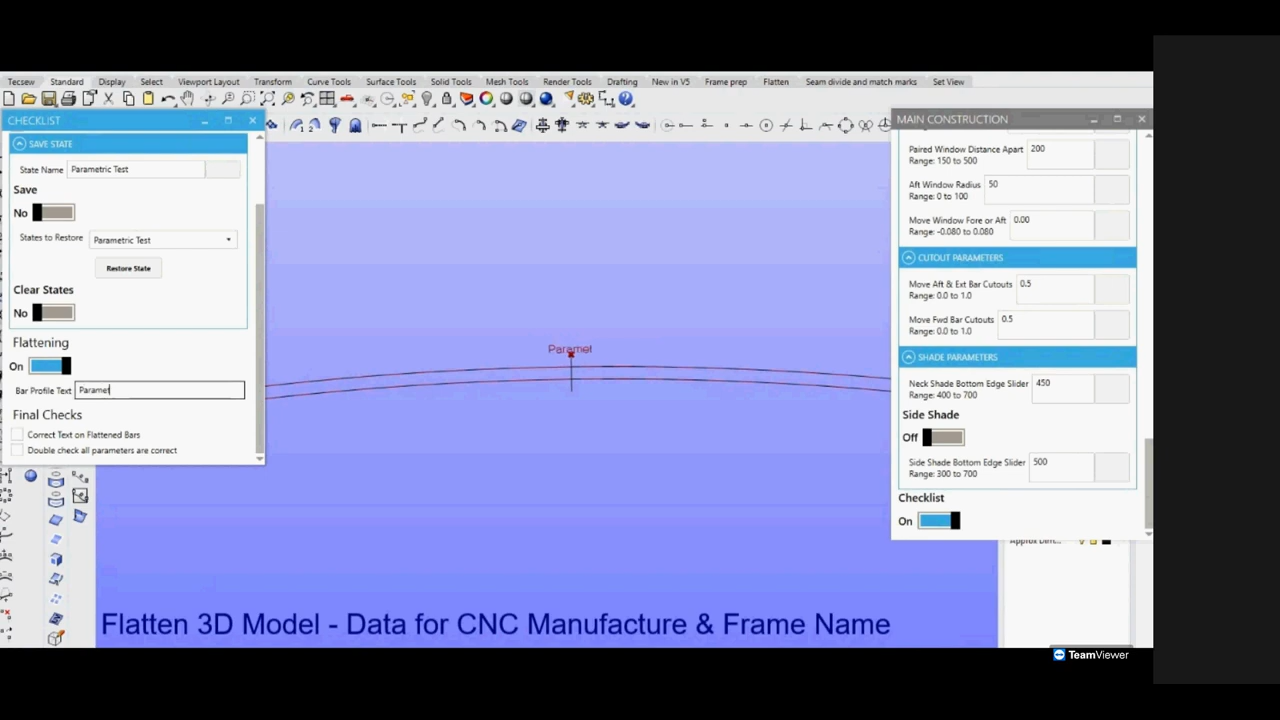 Tecsew Standard Display Select Viewport Layout Transform Curve Tools Surface Tools Solid Tools Mesh Tools Render Tools Drafting New in V5 Frame prep Flatten Seam divide and match marks Set View
CHECKLIST
SAVE STATE
State Name Parametric Test
Save
No
States to Restore Parametric Test
Restore State
Clear States
No
Flattening
On
Bar Profile Text Paramet
Final Checks
Correct Text on Flattened Bars
Double check all parameters are correct
Paramet
MAIN CONSTRUCTION
Paired Window Distance Apart 200
Range: 150 to 500
Aft Window Radius 50
Range: 0 to 100
Move Window Fore or Aft 0.00
Range: -0.080 to 0.080
CUTOUT PARAMETERS
Move Aft & Ext Bar Cutouts 0.5
Range: 0.0 to 1.0
Move Fwd Bar Cutouts 0.5
Range: 0.0 to 1.0
SHADE PARAMETERS
Neck Shade Bottom Edge Slider 450
Range: 400 to 700
Side Shade
Off
Side Shade Bottom Edge Slider 500
Range: 300 to 700
Checklist
On
Flatten 3D Model - Data for CNC Manufacture & Frame Name
TeamViewer